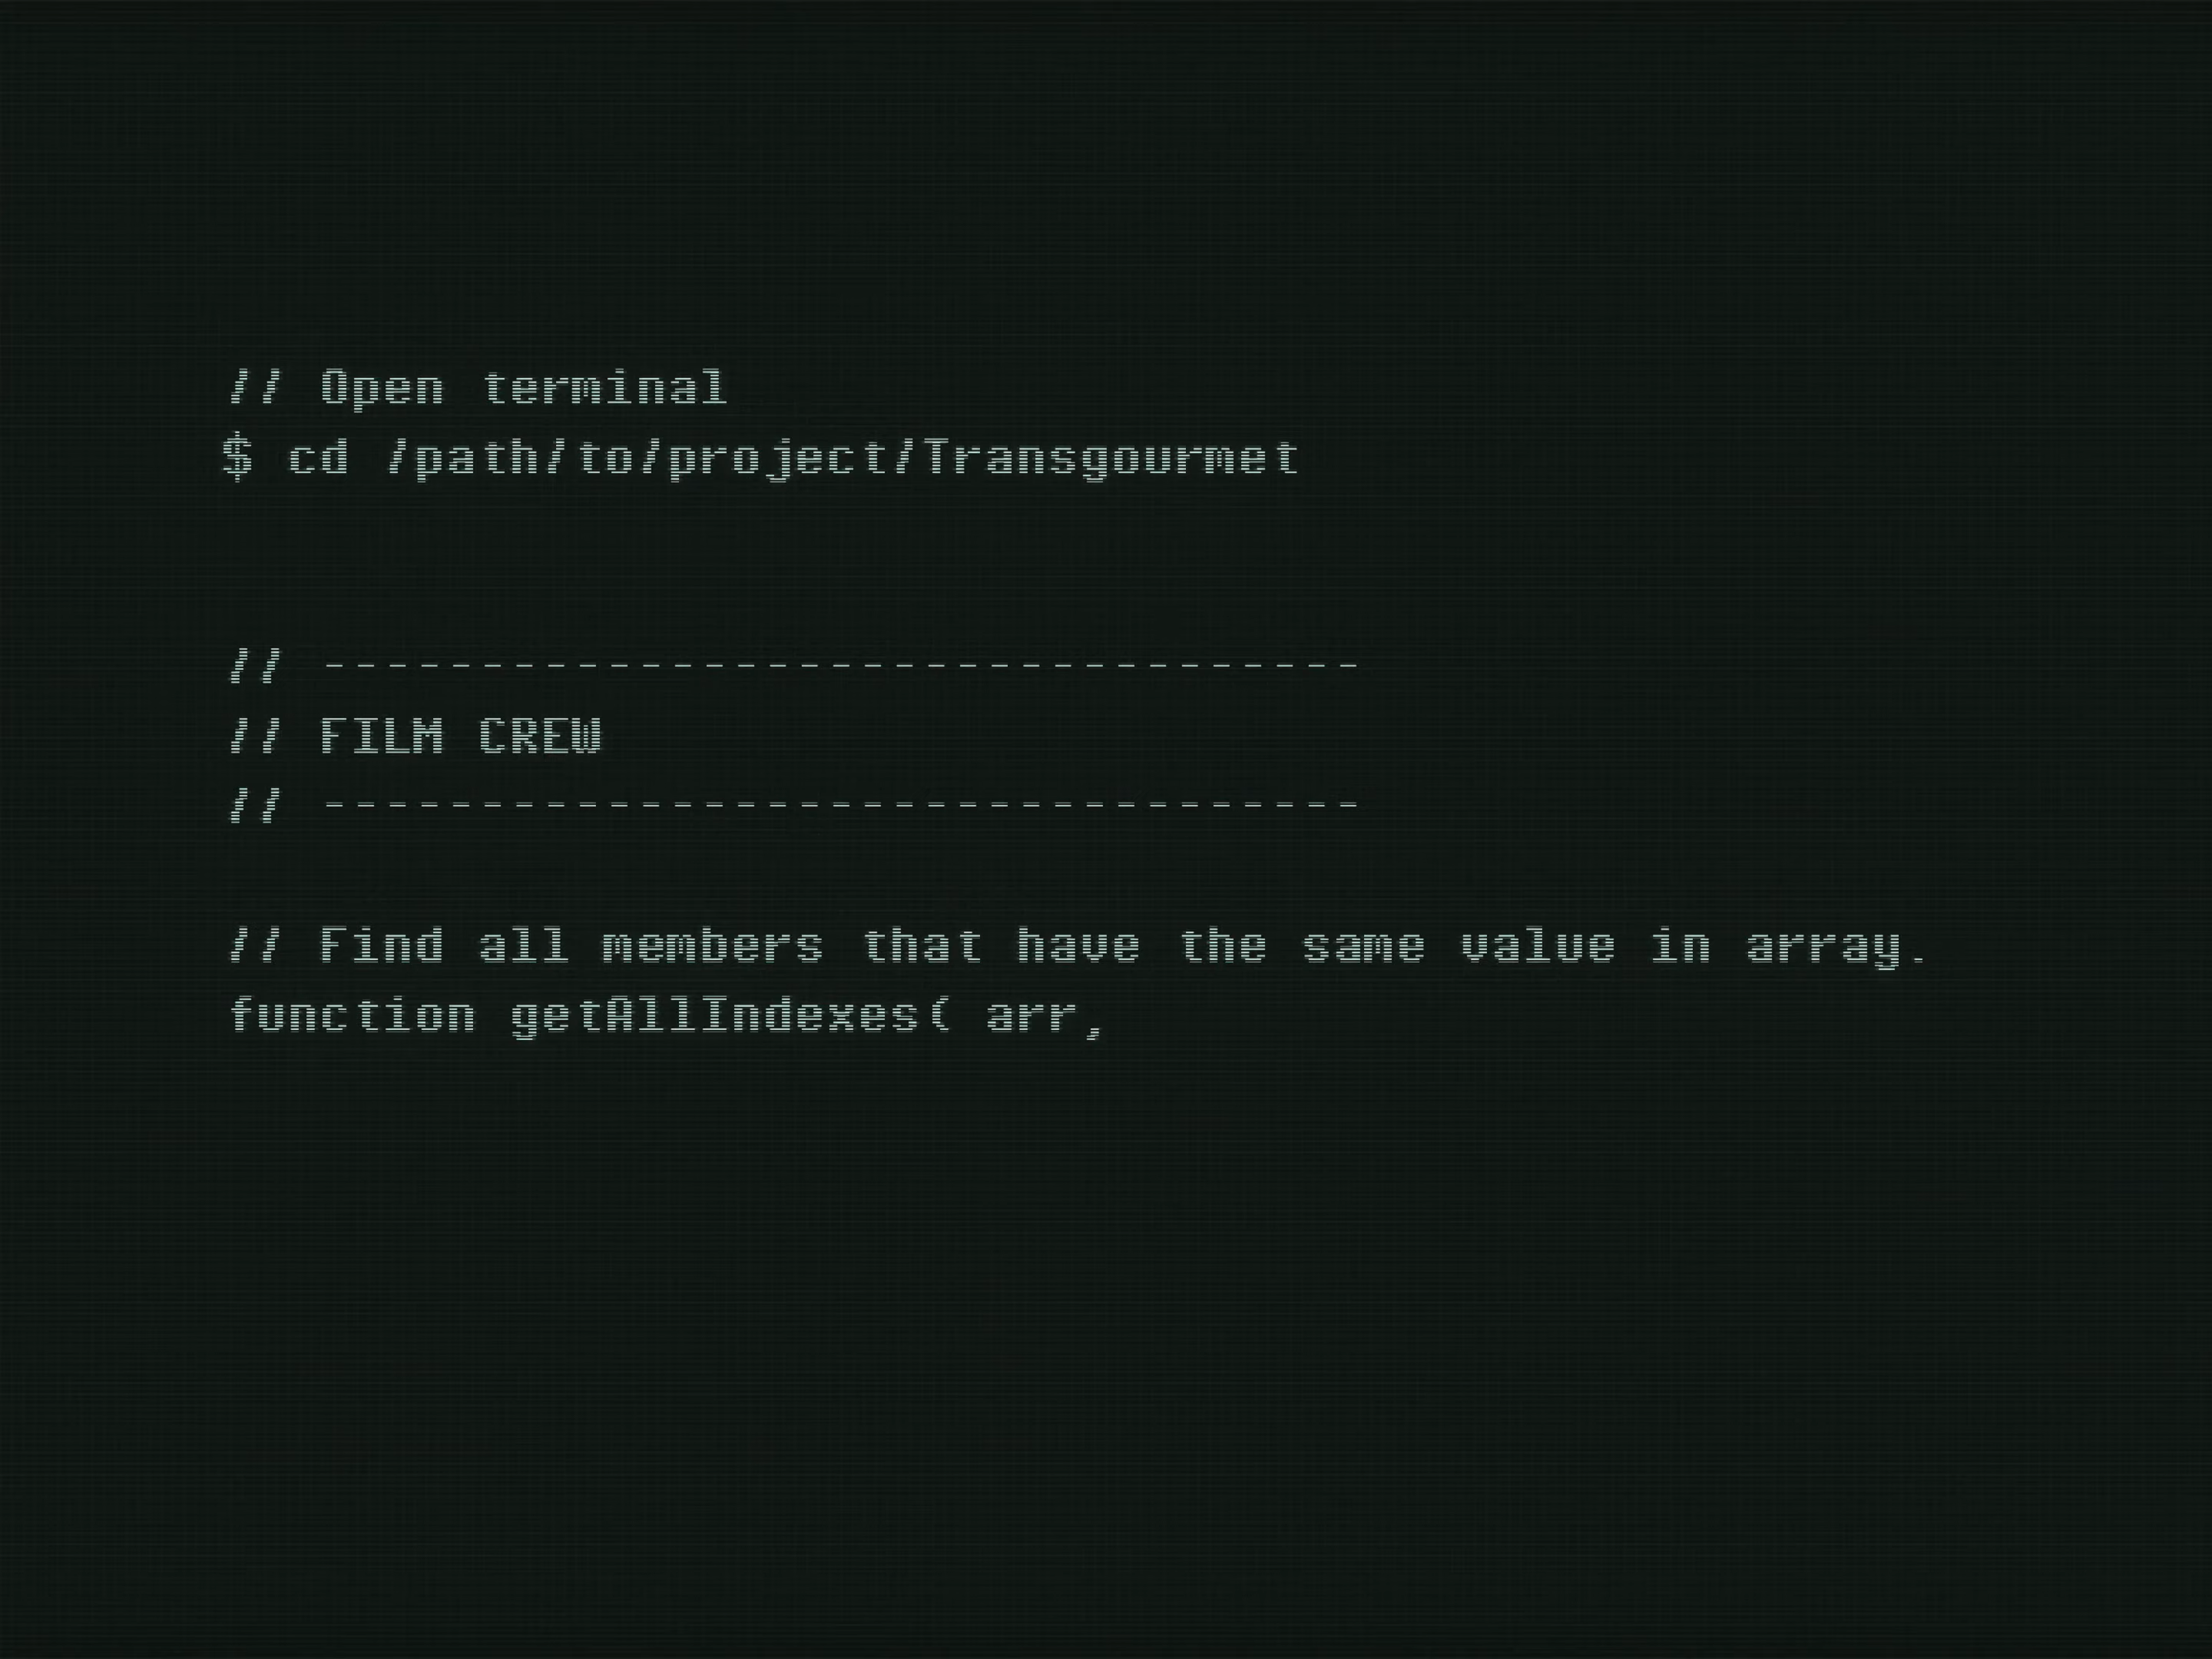 // Open terminal
$ cd /path/to/project/Transgourmet
// ---------------------------------
// FILM CREW
// ---------------------------------
// Find all members that have the same value in array.
function getAllIndexes( arr,